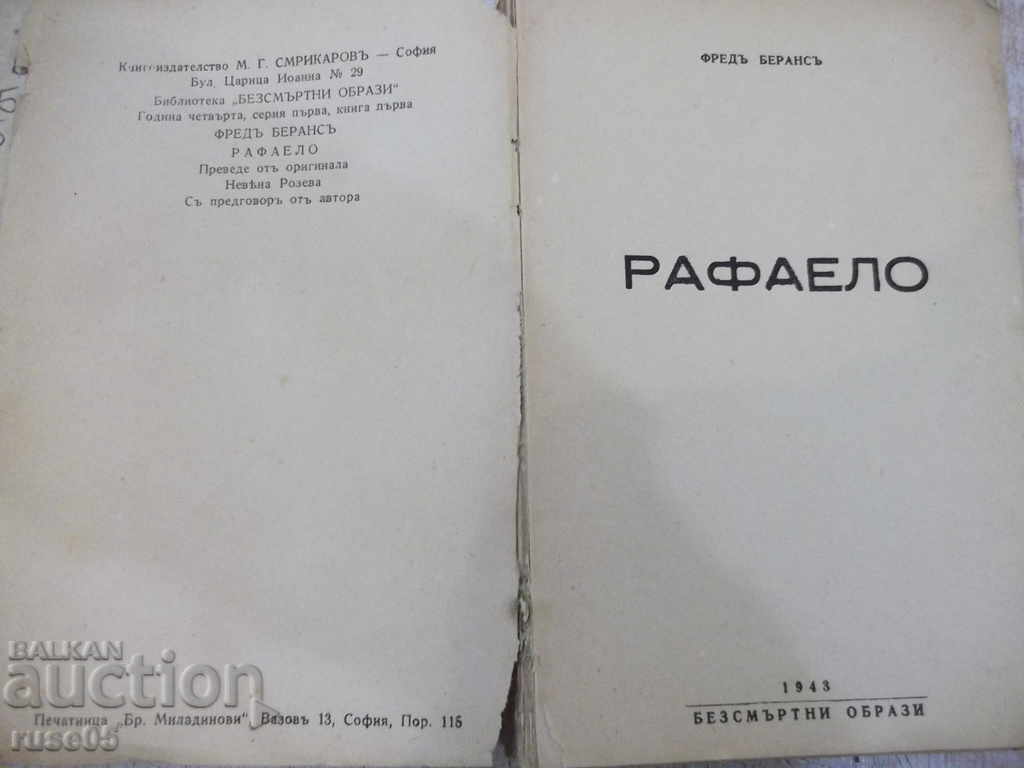 Книгоиздателство М. Г. СМРИКАРОВЪ — София
Бул. Царица Иоанна № 29
Библиотека „БЕЗСМЪРТНИ ОБРАЗИ"
Година четвърта, серия първа, книга първа
ФРЕДЪ БЕРАНСЪ
РАФАЕЛО
Преведе отъ оригинала
Невѣна Розева
Съ предговоръ отъ автора
Печатница „Бр. Миладинови" Вазовъ 13, София, Пор. 115
ФРЕДЪ БЕРАНСЪ
РАФАЕЛО
1943
БЕЗСМЪРТНИ ОБРАЗИ
BALKAN
auction
ruse05